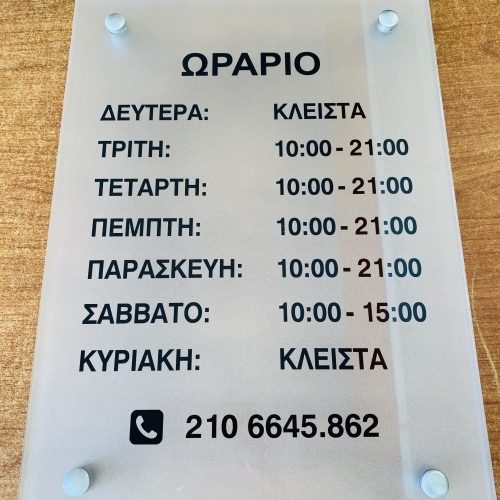 ΩΡΑΡΙΟ
ΔΕΥΤΕΡΑ: ΚΛΕΙΣΤΑ
ΤΡΙΤΗ: 10:00 - 21:00
ΤΕΤΑΡΤΗ: 10:00 - 21:00
ΠΕΜΠΤΗ: 10:00 - 21:00
ΠΑΡΑΣΚΕΥΗ: 10:00 - 21:00
ΣΑΒΒΑΤΟ: 10:00 - 15:00
ΚΥΡΙΑΚΗ: ΚΛΕΙΣΤΑ
210 6645.862